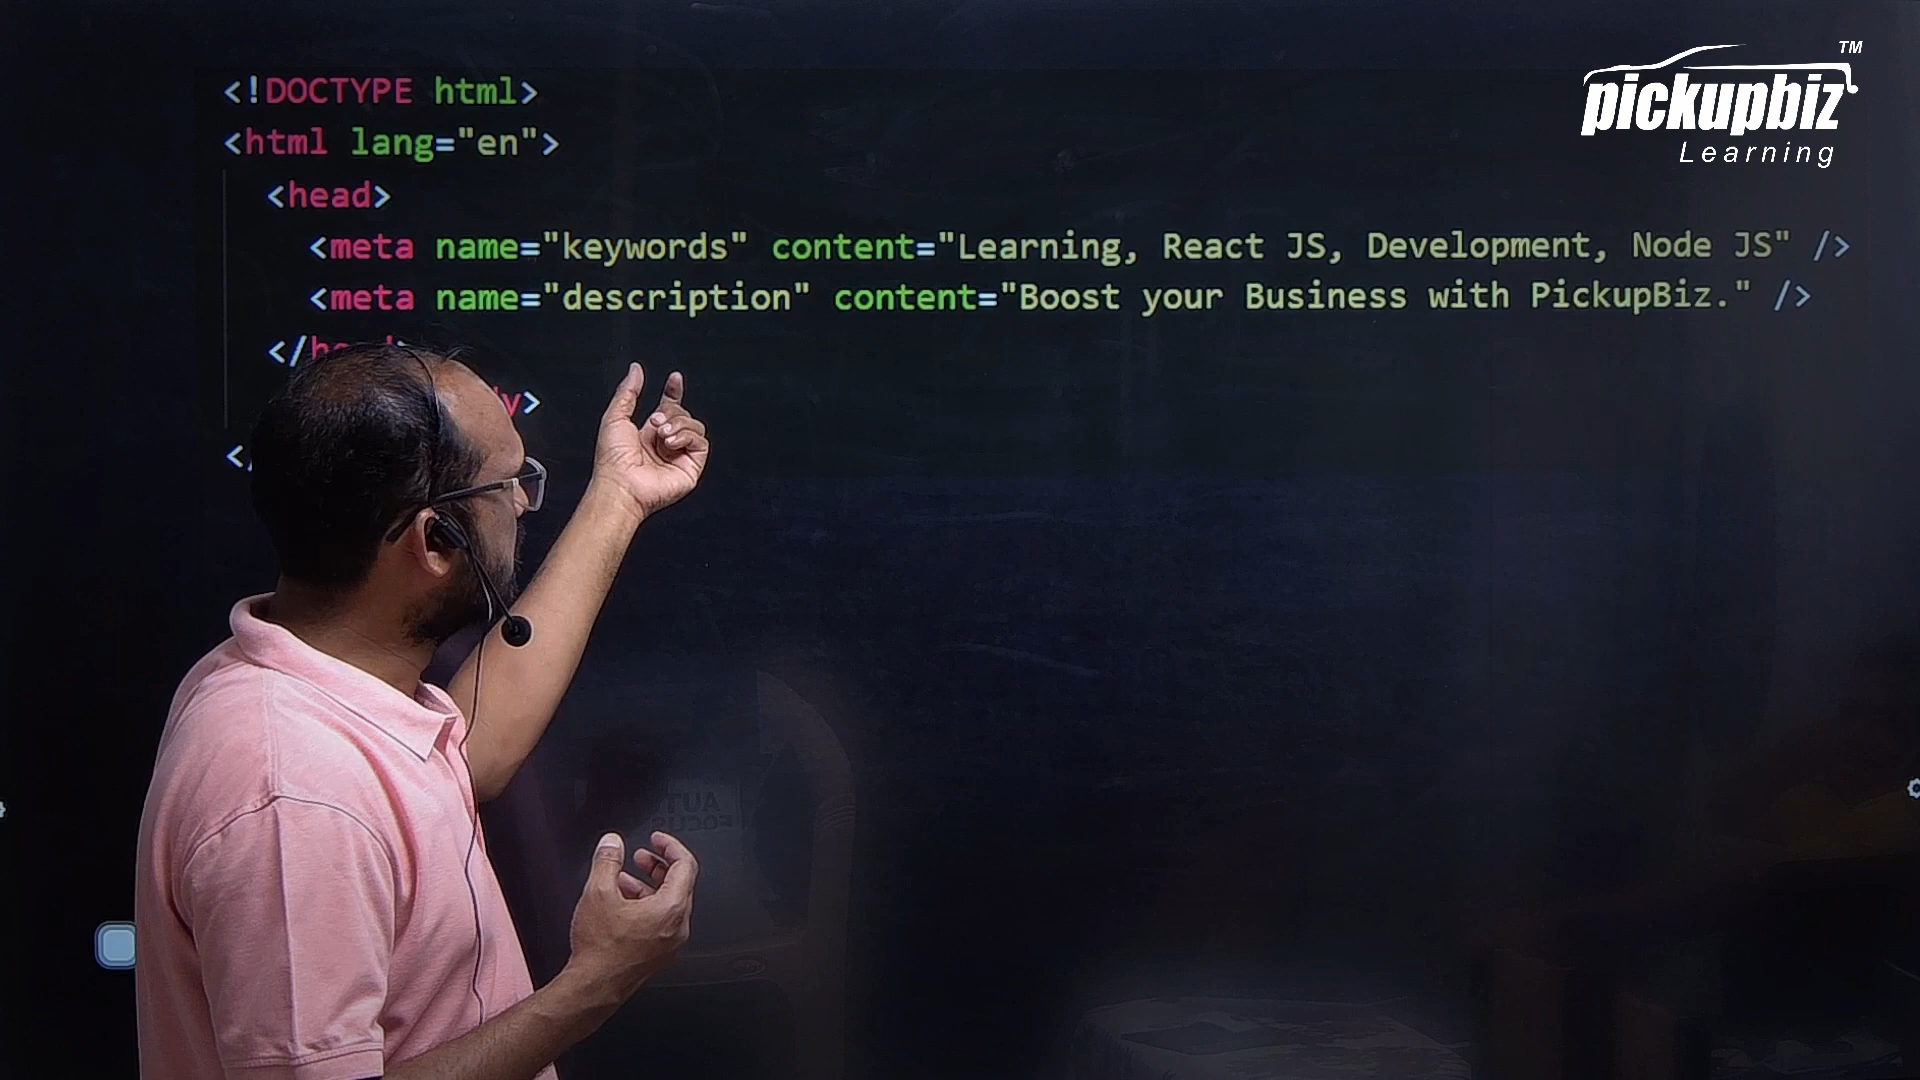 <!DOCTYPE html>
<html lang="en">
<head>
<meta name="keywords" content="Learning, React JS, Development, Node JS" />
<meta name="description" content="Boost your Business with PickupBiz." />
</head>
y>
</
pickupbiz TM
Learning